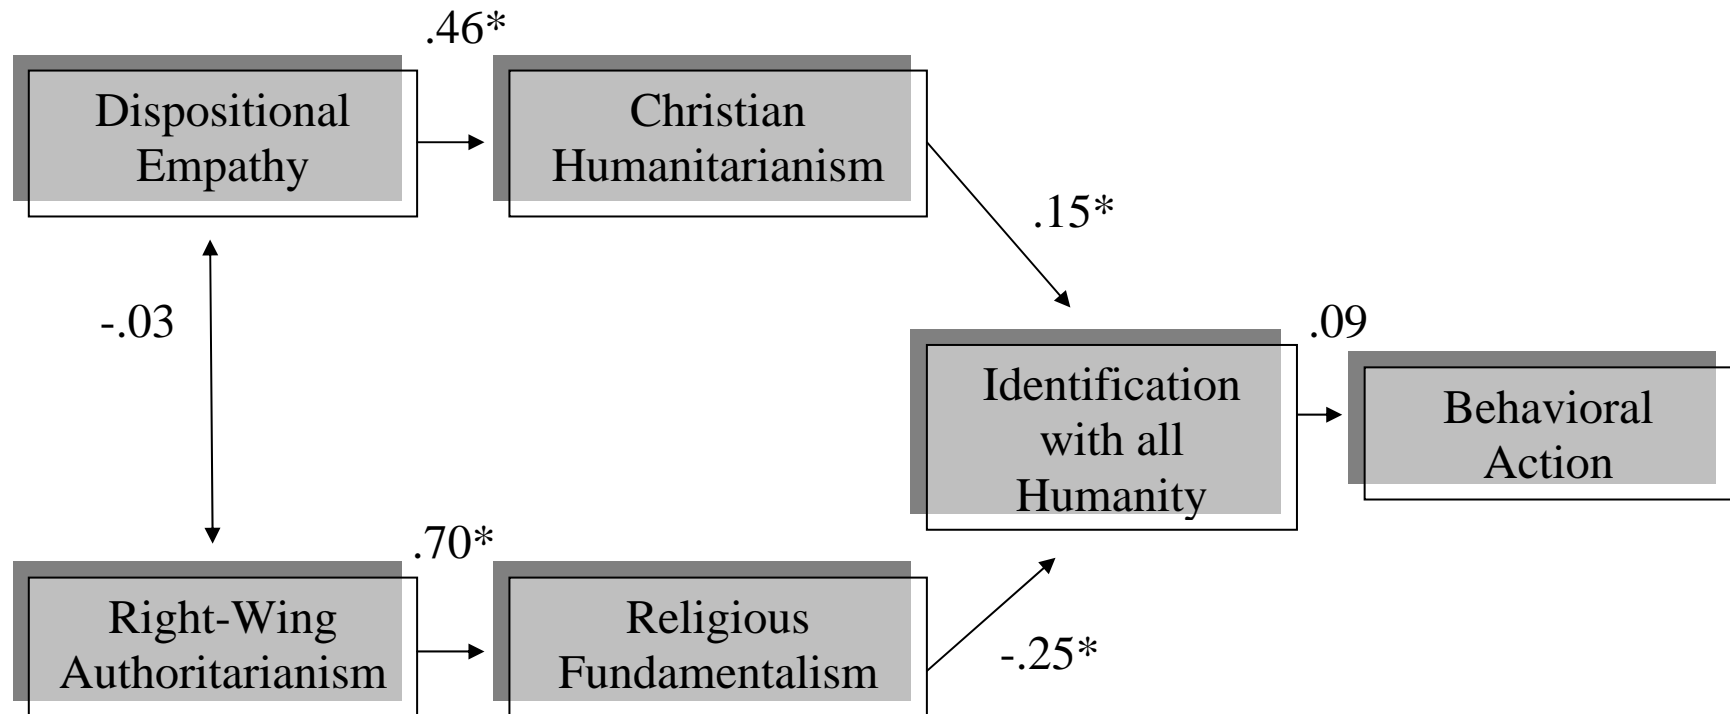 .46*
Dispositional
Empathy
Christian
Humanitarianism
.15*
-.03
.09
Identification
with all
Humanity
Behavioral
Action
.70*
Right-Wing
Authoritarianism
Religious
Fundamentalism
-.25*